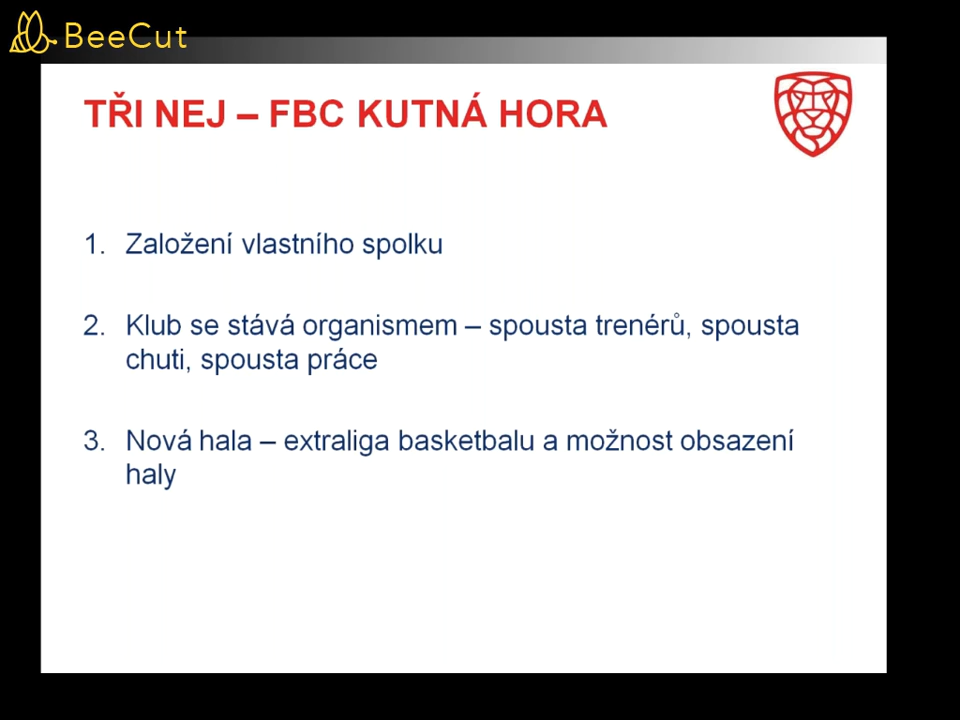 BeeCut
TŘI NEJ – FBC KUTNÁ HORA
1. Založení vlastního spolku
2. Klub se stává organismem – spousta trenérů, spousta
chuti, spousta práce
3. Nová hala – extraliga basketbalu a možnost obsazení
haly